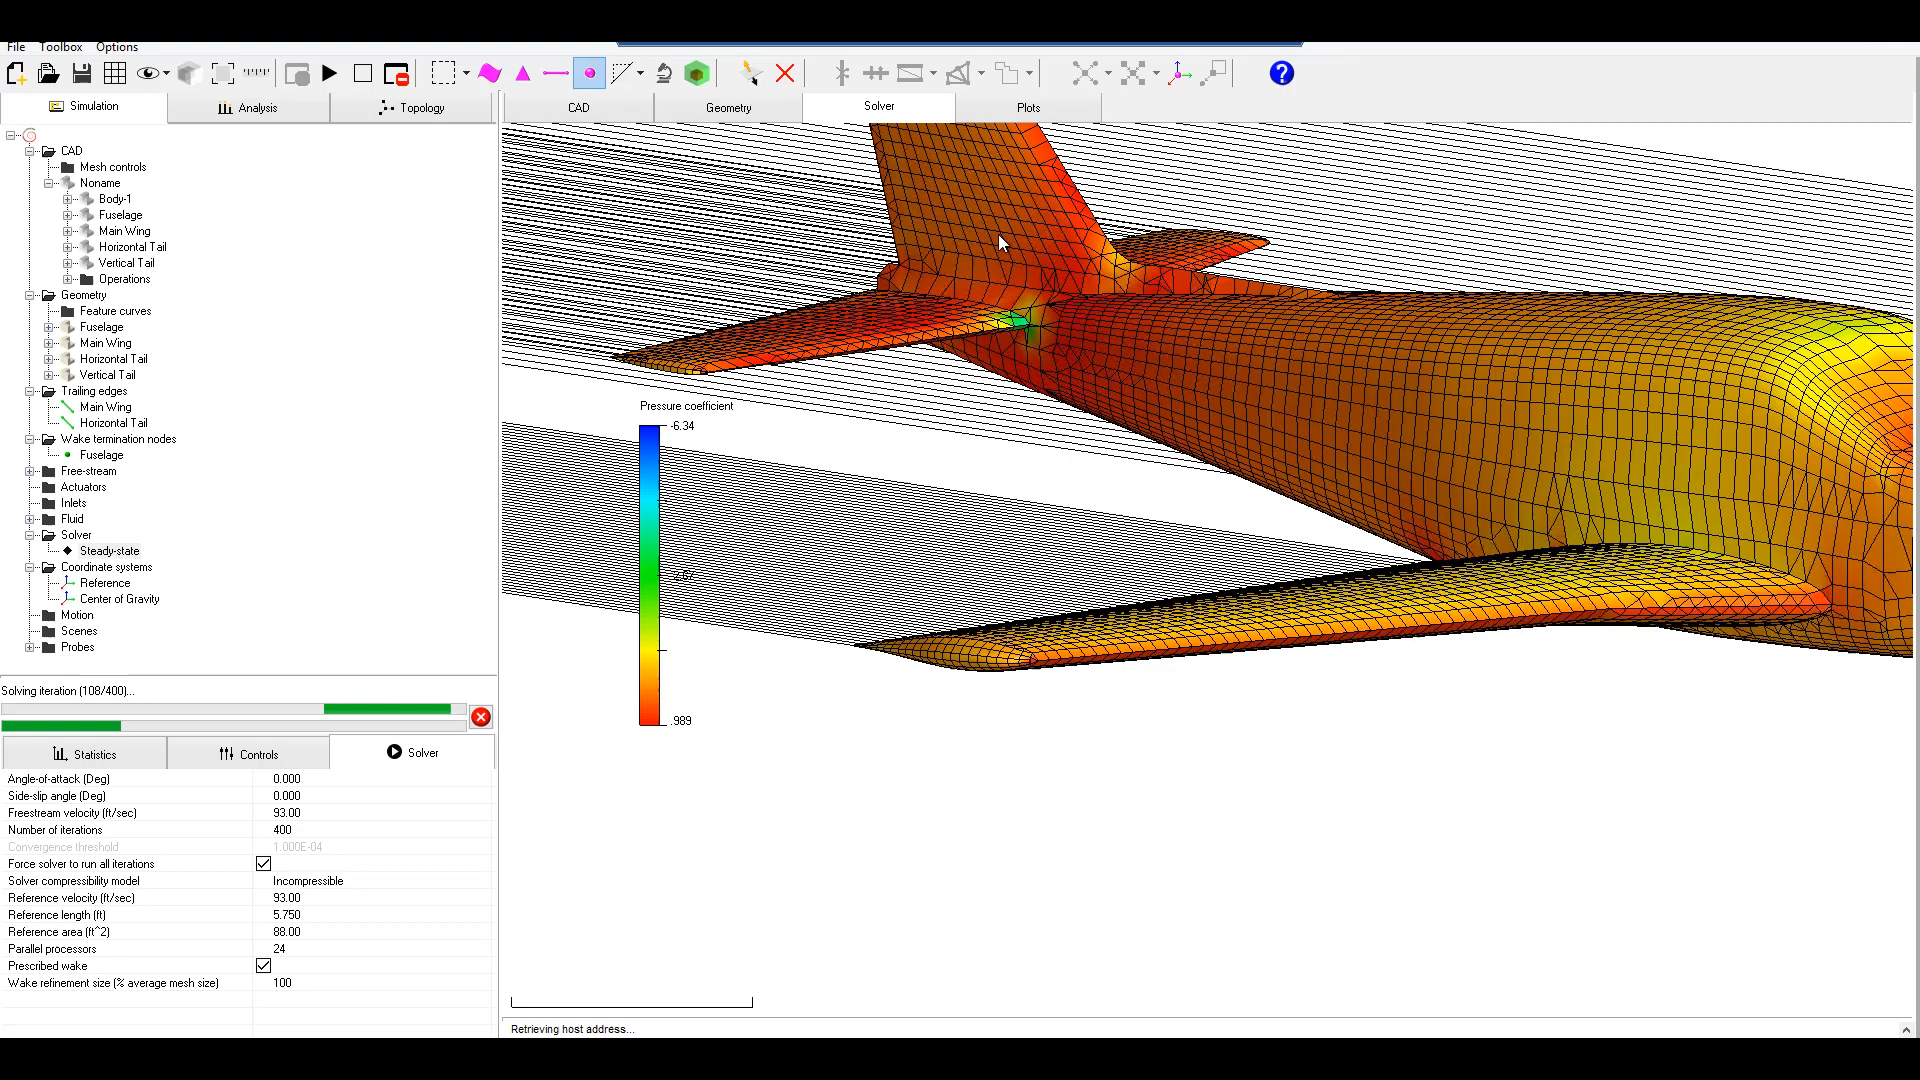 File Toolbox Options
Simulation Analysis Topology
CAD Geometry Solver Plots
CAD
Mesh controls
Noname
Body-1
Fuselage
Main Wing
Horizontal Tail
Vertical Tail
Operations
Geometry
Feature curves
Fuselage
Main Wing
Horizontal Tail
Vertical Tail
Trailing edges
Main Wing
Horizontal Tail
Wake termination nodes
Fuselage
Free-stream
Actuators
Inlets
Fluid
Solver
Steady-state
Coordinate systems
Reference
Center of Gravity
Motion
Scenes
Probes
Solving iteration (108/400)...
Statistics Controls Solver
Angle-of-attack (Deg) 0.000
Side-slip angle (Deg) 0.000
Freestream velocity (ft/sec) 93.00
Number of iterations 400
Convergence threshold 1.000E-04
Force solver to run all iterations
Solver compressibility model Incompressible
Reference velocity (ft/sec) 93.00
Reference length (ft) 5.750
Reference area (ft^2) 88.00
Parallel processors 24
Prescribed wake
Wake refinement size (% average mesh size) 100
Pressure coefficient
-6.34
.989
Retrieving host address...